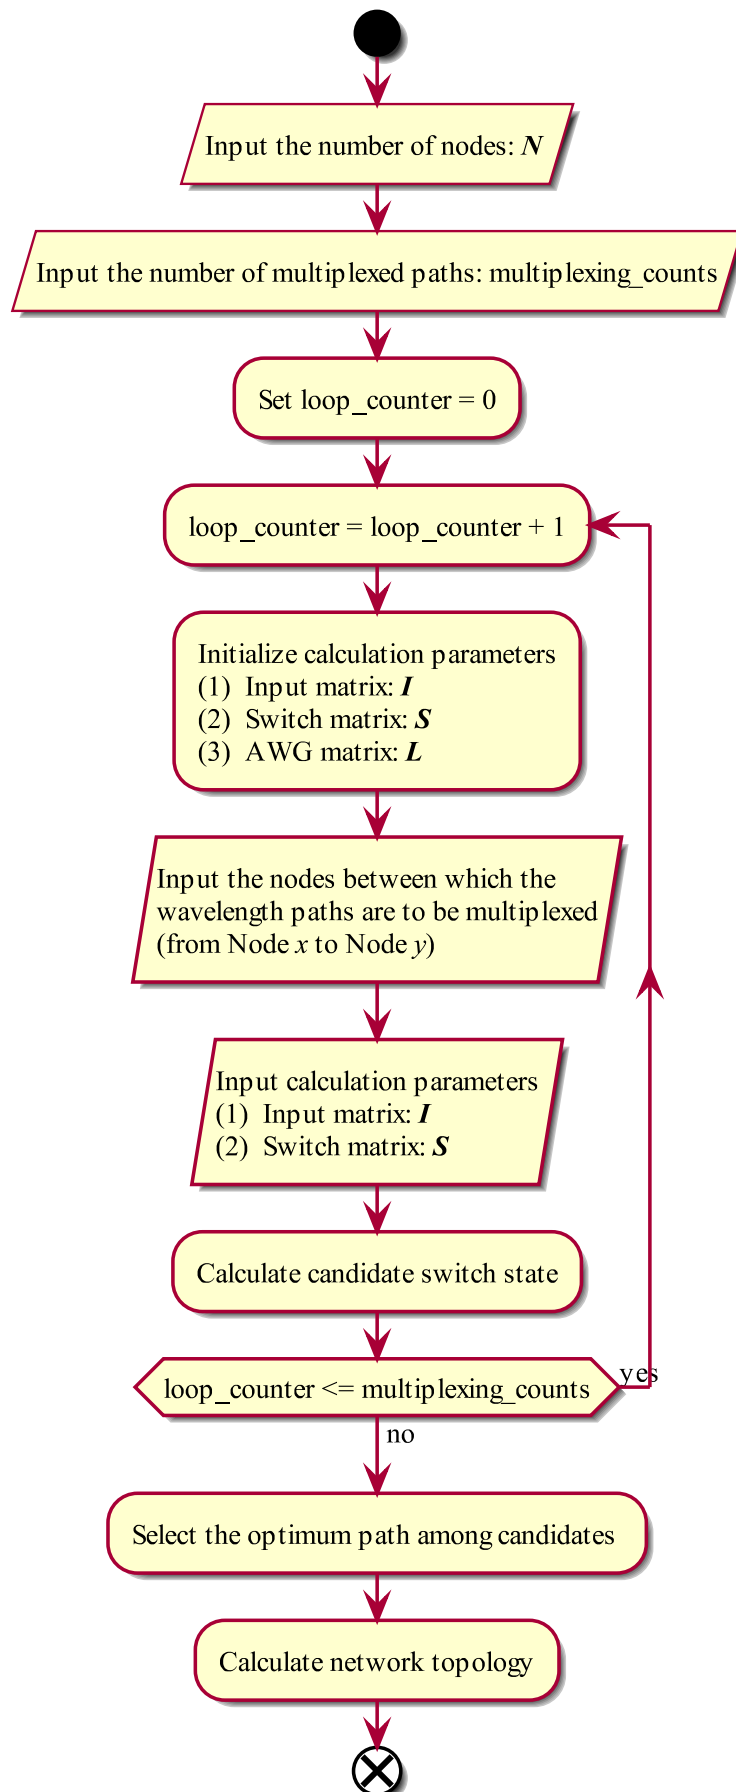 Input the number of nodes: N
Input the number of multiplexed paths: multiplexing_counts
Set loop_counter = 0
loop_counter = loop_counter + 1
Initialize calculation parameters
(1) Input matrix: I
(2) Switch matrix: S
(3) AWG matrix: L
Input the nodes between which the
wavelength paths are to be multiplexed
(from Node x to Node y)
Input calculation parameters
(1) Input matrix: I
(2) Switch matrix: S
Calculate candidate switch state
loop_counter <= multiplexing_counts
yes
no
Select the optimum path among candidates
Calculate network topology